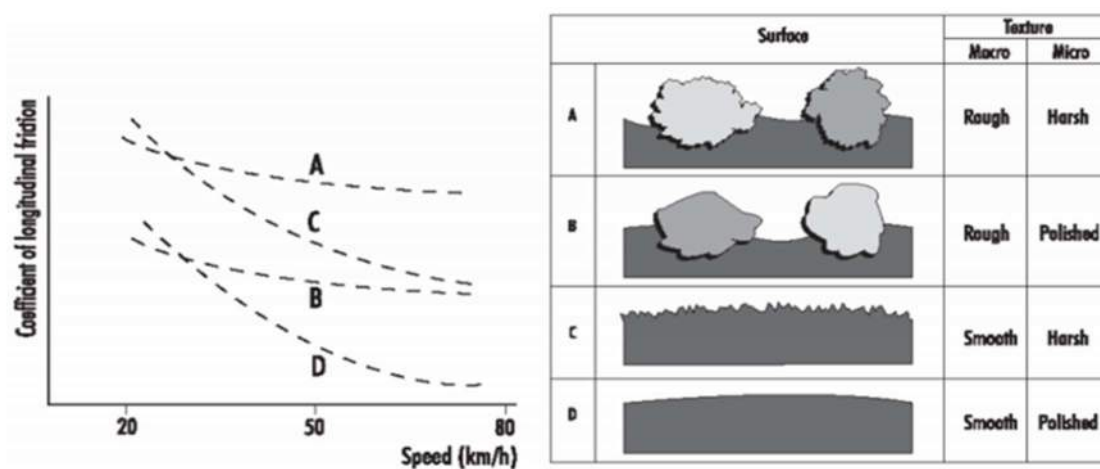 Coefficient of longitudinal friction
A
C
B
D
20
50
80
Speed (km/h)
Surface
Texture
Macro
Micro
A
Rough
Harsh
B
Rough
Polished
C
Smooth
Harsh
D
Smooth
Polished